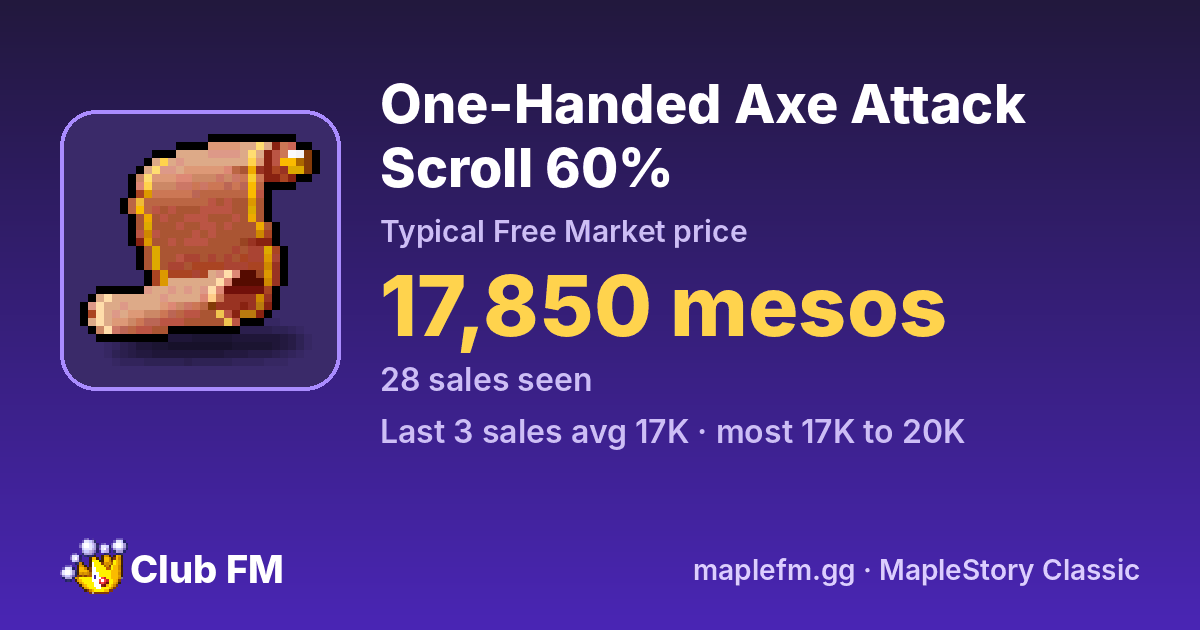 One-Handed Axe Attack
Scroll 60%
Typical Free Market price
17,850 mesos
28 sales seen
Last 3 sales avg 17K · most 17K to 20K
Club FM
maplefm.gg · MapleStory Classic